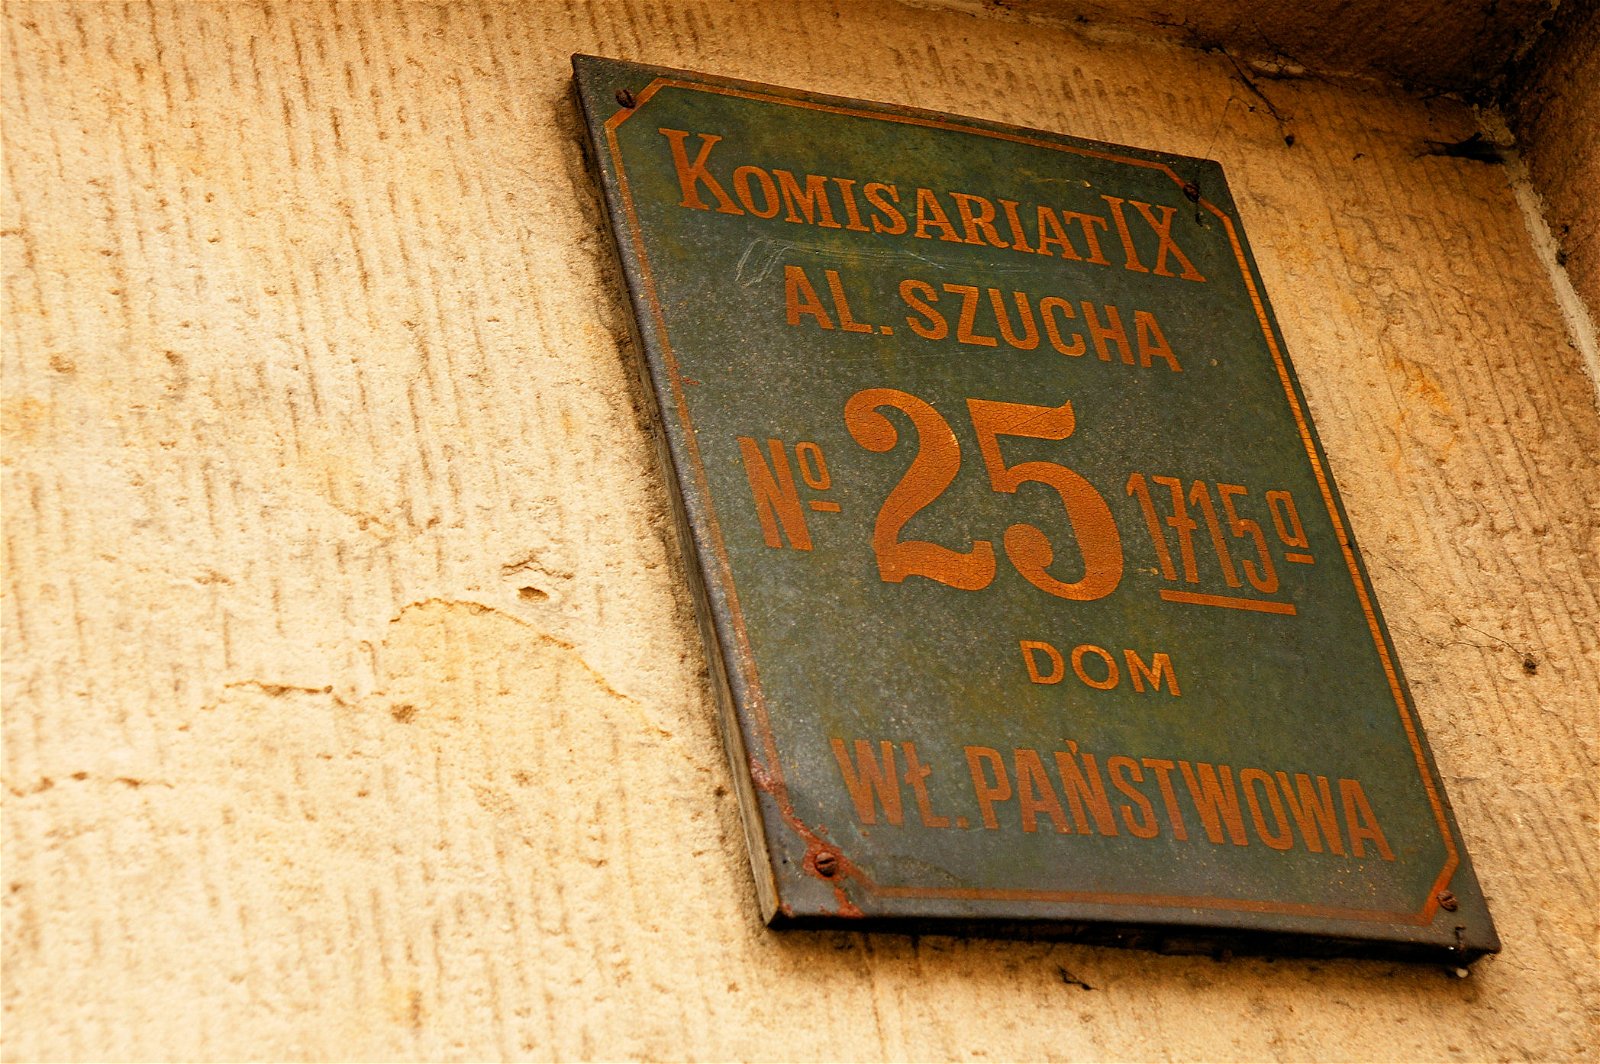 KOMISARIAT IX
AL. SZUCHA
Nº 25 1715a
DOM
WŁ. PAŃSTWOWA